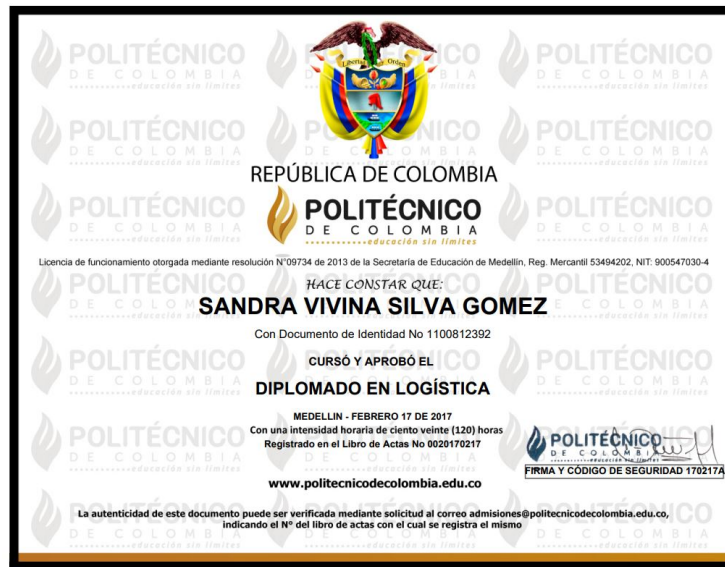 Libertad y Orden
REPÚBLICA DE COLOMBIA
POLITÉCNICO
DE COLOMBIA
..............educación sin límites
Licencia de funcionamiento otorgada mediante resolución N°09734 de 2013 de la Secretaría de Educación de Medellín, Reg. Mercantil 53494202, NIT: 900547030-4
HACE CONSTAR QUE:
SANDRA VIVINA SILVA GOMEZ
Con Documento de Identidad No 1100812392
CURSÓ Y APROBÓ EL
DIPLOMADO EN LOGÍSTICA
MEDELLIN - FEBRERO 17 DE 2017
Con una intensidad horaria de ciento veinte (120) horas
Registrado en el Libro de Actas No 0020170217
POLITÉCNICO
DE COLOMBIA
educación sin límites
FIRMA Y CÓDIGO DE SEGURIDAD 170217A
www.politecnicodecolombia.edu.co
La autenticidad de este documento puede ser verificada mediante solicitud al correo admisiones@politecnicodecolombia.edu.co,
indicando el Nº del libro de actas con el cual se registra el mismo